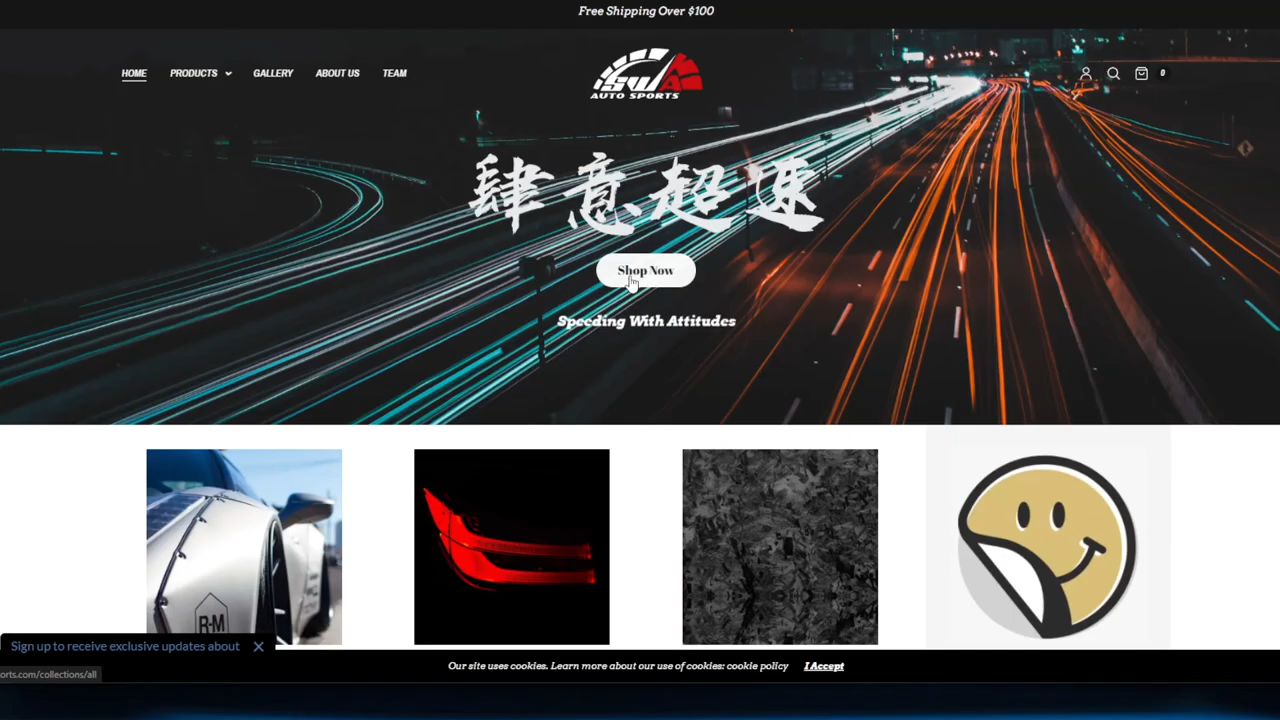 Free Shipping Over $100
HOME PRODUCTS GALLERY ABOUT US TEAM
SWA
AUTO SPORTS
0
肆意超速
Shop Now
Speeding With Attitudes
R-M
Sign up to receive exclusive updates about
Our site uses cookies. Learn more about our use of cookies: cookie policy I Accept
orts.com/collections/all